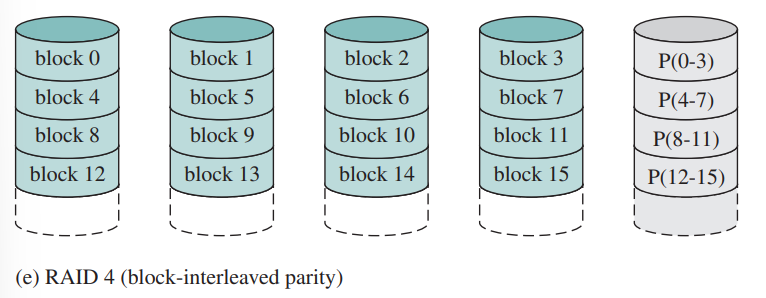 block 0 block 1 block 2 block 3 P(0-3)
block 4 block 5 block 6 block 7 P(4-7)
block 8 block 9 block 10 block 11 P(8-11)
block 12 block 13 block 14 block 15 P(12-15)
(e) RAID 4 (block-interleaved parity)